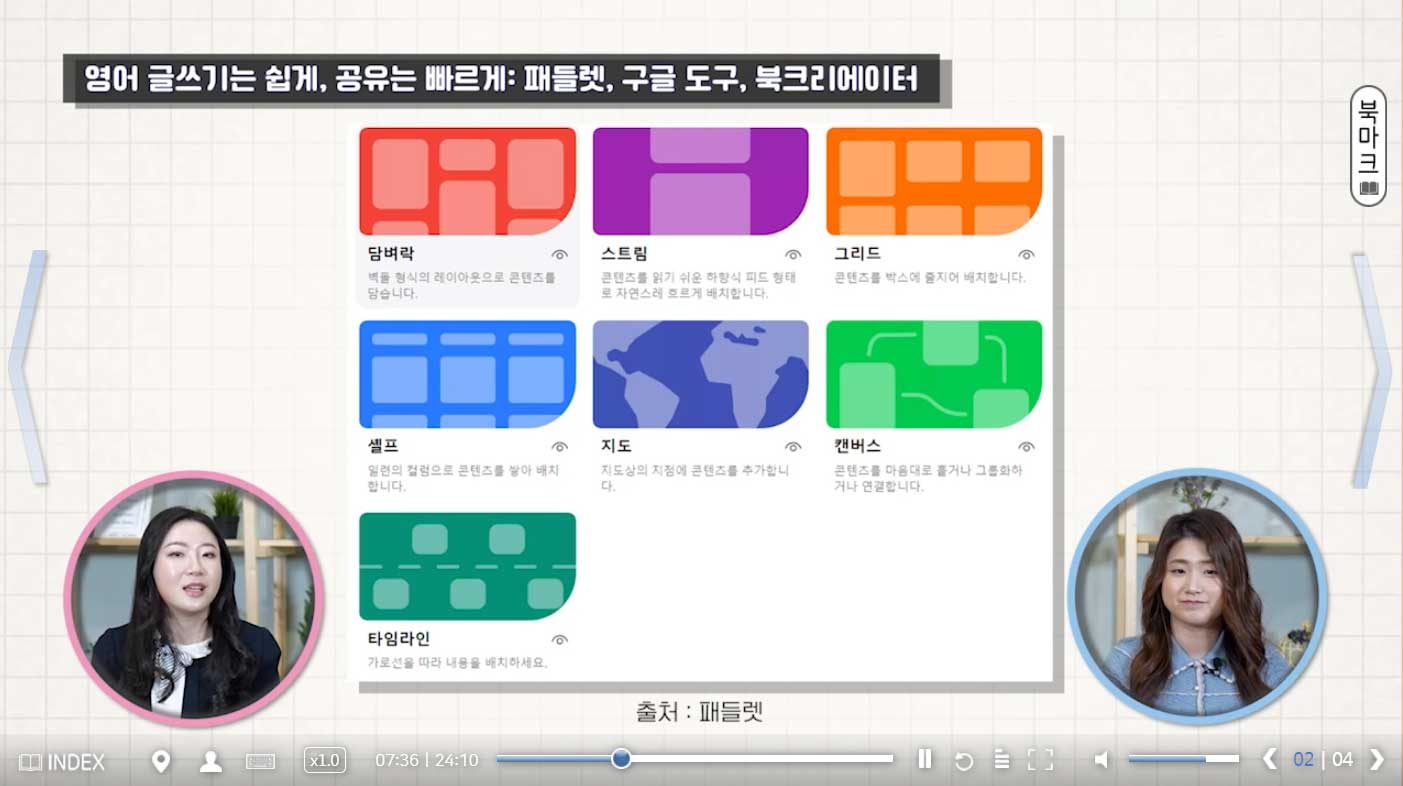 영어 글쓰기는 쉽게, 공유는 빠르게: 패들렛, 구글 도구, 북크리에이터
북마크
담벼락
벽돌 형식의 레이아웃으로 콘텐츠를
담습니다.
스트림
콘텐츠를 읽기 쉬운 하향식 피드 형태
로 자연스레 흐르게 배치합니다.
그리드
콘텐츠를 박스에 줄지어 배치합니다.
셸프
일련의 컬럼으로 콘텐츠를 쌓아 배치
합니다.
지도
지도상의 지점에 콘텐츠를 추가합니
다.
캔버스
콘텐츠를 마음대로 흩거나 그룹화하
거나 연결합니다.
타임라인
가로선을 따라 내용을 배치하세요.
출처 : 패들렛
INDEX
x1.0
07:36 | 24:10
02 | 04